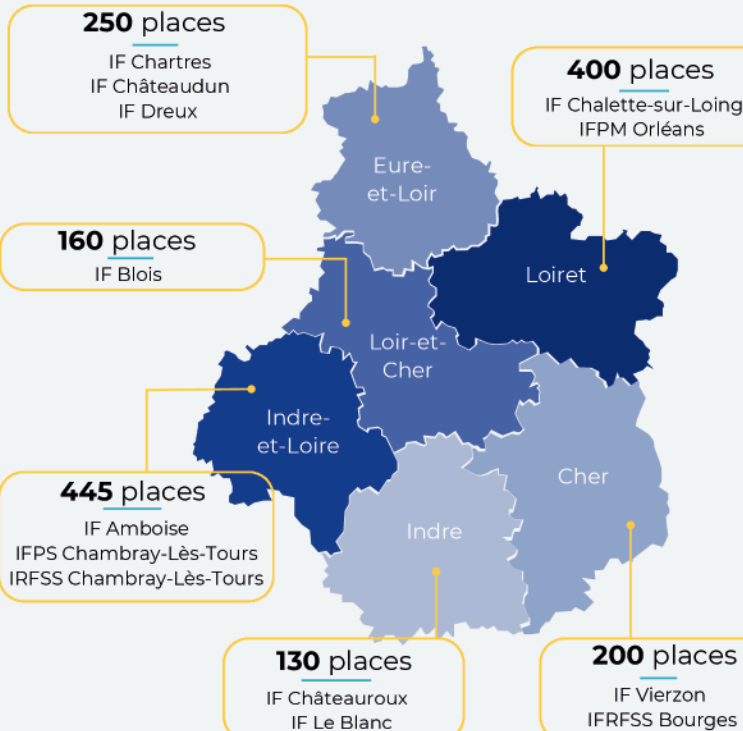 250 places
IF Chartres
IF Châteaudun
IF Dreux
400 places
IF Chalette-sur-Loing
IFPM Orléans
Eure-
et-Loir
160 places
IF Blois
Loiret
Loir-et-
Cher
Indre-
et-Loire
445 places
IF Amboise
IFPS Chambray-Lès-Tours
IRFSS Chambray-Lès-Tours
Cher
Indre
130 places
IF Châteauroux
IF Le Blanc
200 places
IF Vierzon
IFRFSS Bourges